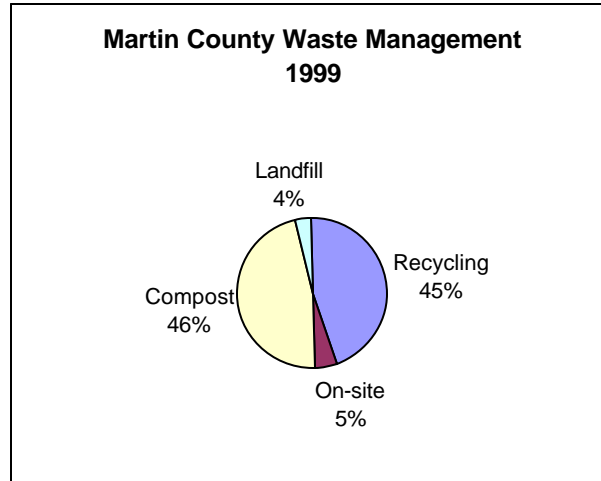 Martin County Waste Management
1999
Landfill
4%
Recycling
45%
Compost
46%
On-site
5%